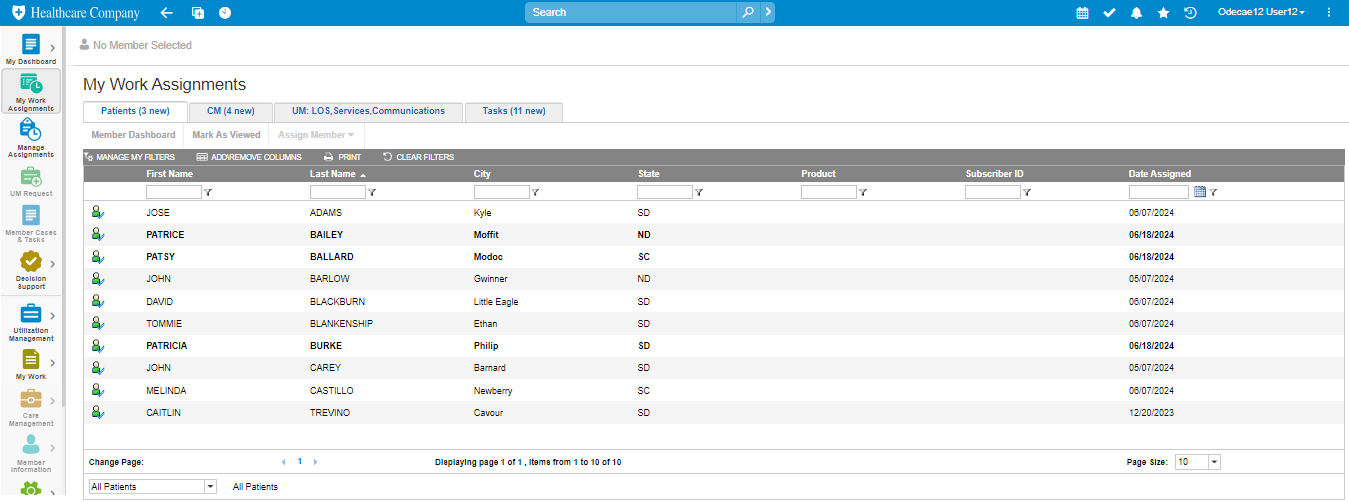 Healthcare Company
Search
Odecae12 User12
My Dashboard
My Work
Assignments
Manage
Assignments
UM Request
Member Cases
& Tasks
Decision
Support
Utilization
Management
My Work
Care
Management
Member
Information
No Member Selected
My Work Assignments
Patients (3 new) CM (4 new) UM: LOS,Services,Communications Tasks (11 new)
Member Dashboard Mark As Viewed Assign Member
MANAGE MY FILTERS ADD\REMOVE COLUMNS PRINT CLEAR FILTERS
First Name Last Name City State Product Subscriber ID Date Assigned
JOSE ADAMS Kyle SD 06/07/2024
PATRICE BAILEY Moffit ND 06/18/2024
PATSY BALLARD Modoc SC 06/18/2024
JOHN BARLOW Gwinner ND 05/07/2024
DAVID BLACKBURN Little Eagle SD 06/07/2024
TOMMIE BLANKENSHIP Ethan SD 06/07/2024
PATRICIA BURKE Philip SD 06/18/2024
JOHN CAREY Barnard SD 05/07/2024
MELINDA CASTILLO Newberry SC 06/07/2024
CAITLIN TREVINO Cavour SD 12/20/2023
Change Page: 1 Displaying page 1 of 1 , items from 1 to 10 of 10 Page Size: 10
All Patients All Patients